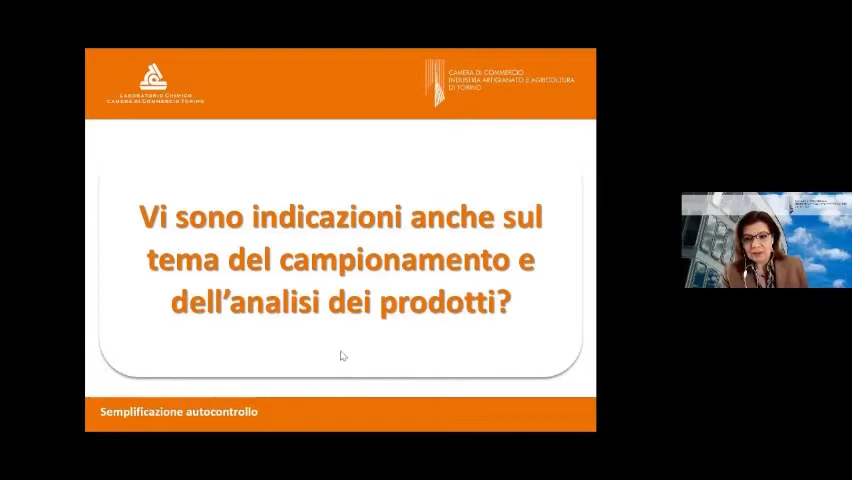 LABORATORIO CHIMICO
CAMERA DI COMMERCIO TORINO
CAMERA DI COMMERCIO
INDUSTRIA ARTIGIANATO E AGRICOLTURA
DI TORINO
Vi sono indicazioni anche sul
tema del campionamento e
dell’analisi dei prodotti?
Semplificazione autocontrollo